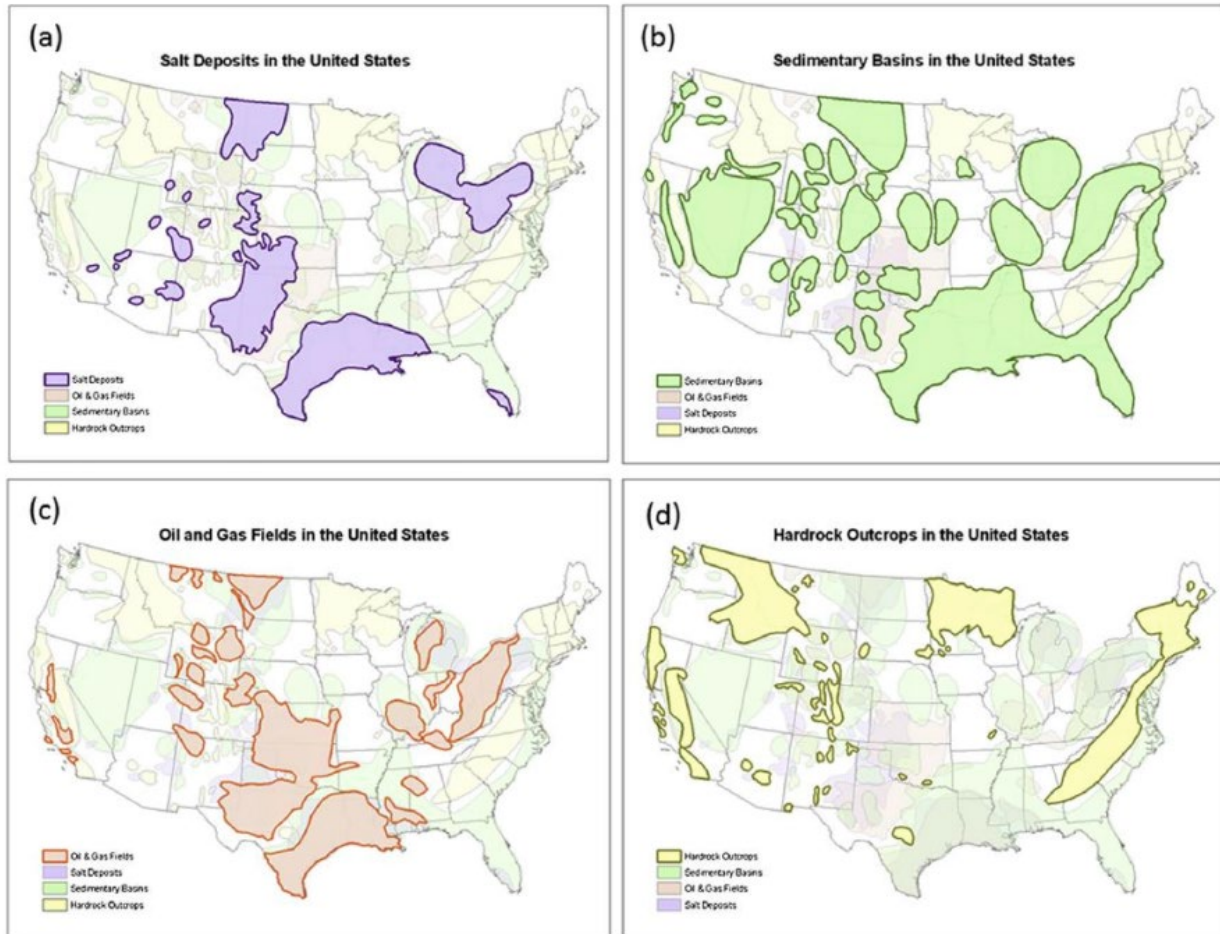 (a)
Salt Deposits in the United States
Salt Deposits
Oil & Gas Fields
Sedimentary Basins
Hardrock Outcrops
(b)
Sedimentary Basins in the United States
Sedimentary Basins
Oil & Gas Fields
Salt Deposits
Hardrock Outcrops
(c)
Oil and Gas Fields in the United States
Oil & Gas Fields
Salt Deposits
Sedimentary Basins
Hardrock Outcrops
(d)
Hardrock Outcrops in the United States
Hardrock Outcrops
Sedimentary Basins
Oil & Gas Fields
Salt Deposits